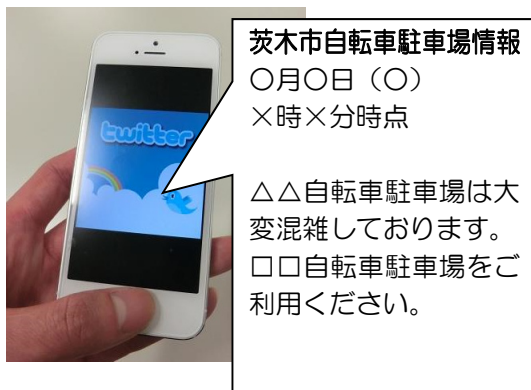 twitter
茨木市自転車駐車場情報
〇月〇日（〇）
×時×分時点
△△自転車駐車場は大
変混雑しております。
□□自転車駐車場をご
利用ください。